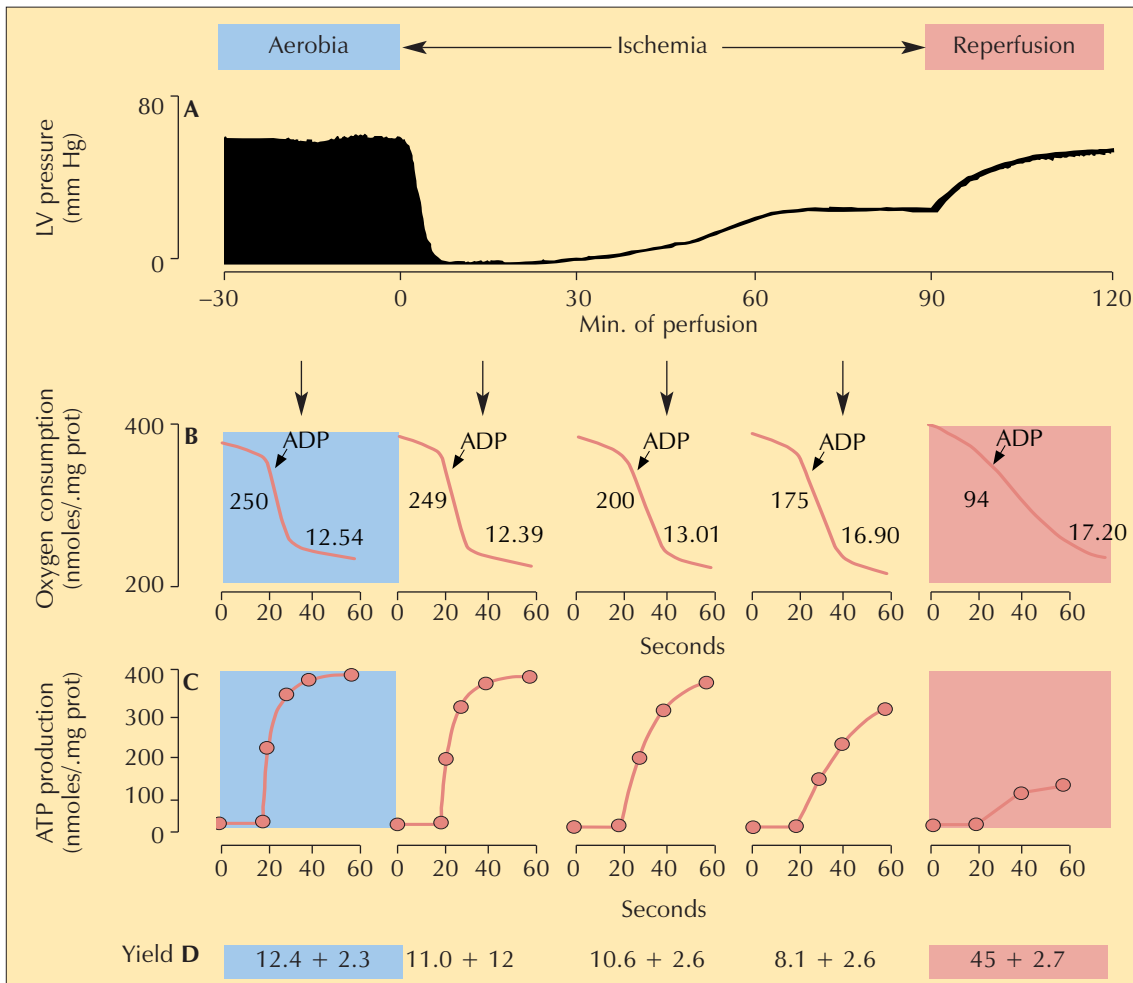 Aerobia Ischemia Reperfusion
A
80
0
LV pressure
(mm Hg)
–30 0 30 60 90 120
Min. of perfusion
B
400
200
Oxygen consumption
(nmoles/.mg prot)
ADP ADP ADP ADP ADP
250 249 200 175 94
12.54 12.39 13.01 16.90 17.20
0 20 40 60 0 20 40 60 0 20 40 60 0 20 40 60 0 20 40 60
Seconds
C
400
300
200
100
0
ATP production
(nmoles/.mg prot)
0 20 40 60 0 20 40 60 0 20 40 60 0 20 40 60 0 20 40 60
Seconds
Yield D 12.4 + 2.3 11.0 + 12 10.6 + 2.6 8.1 + 2.6 45 + 2.7